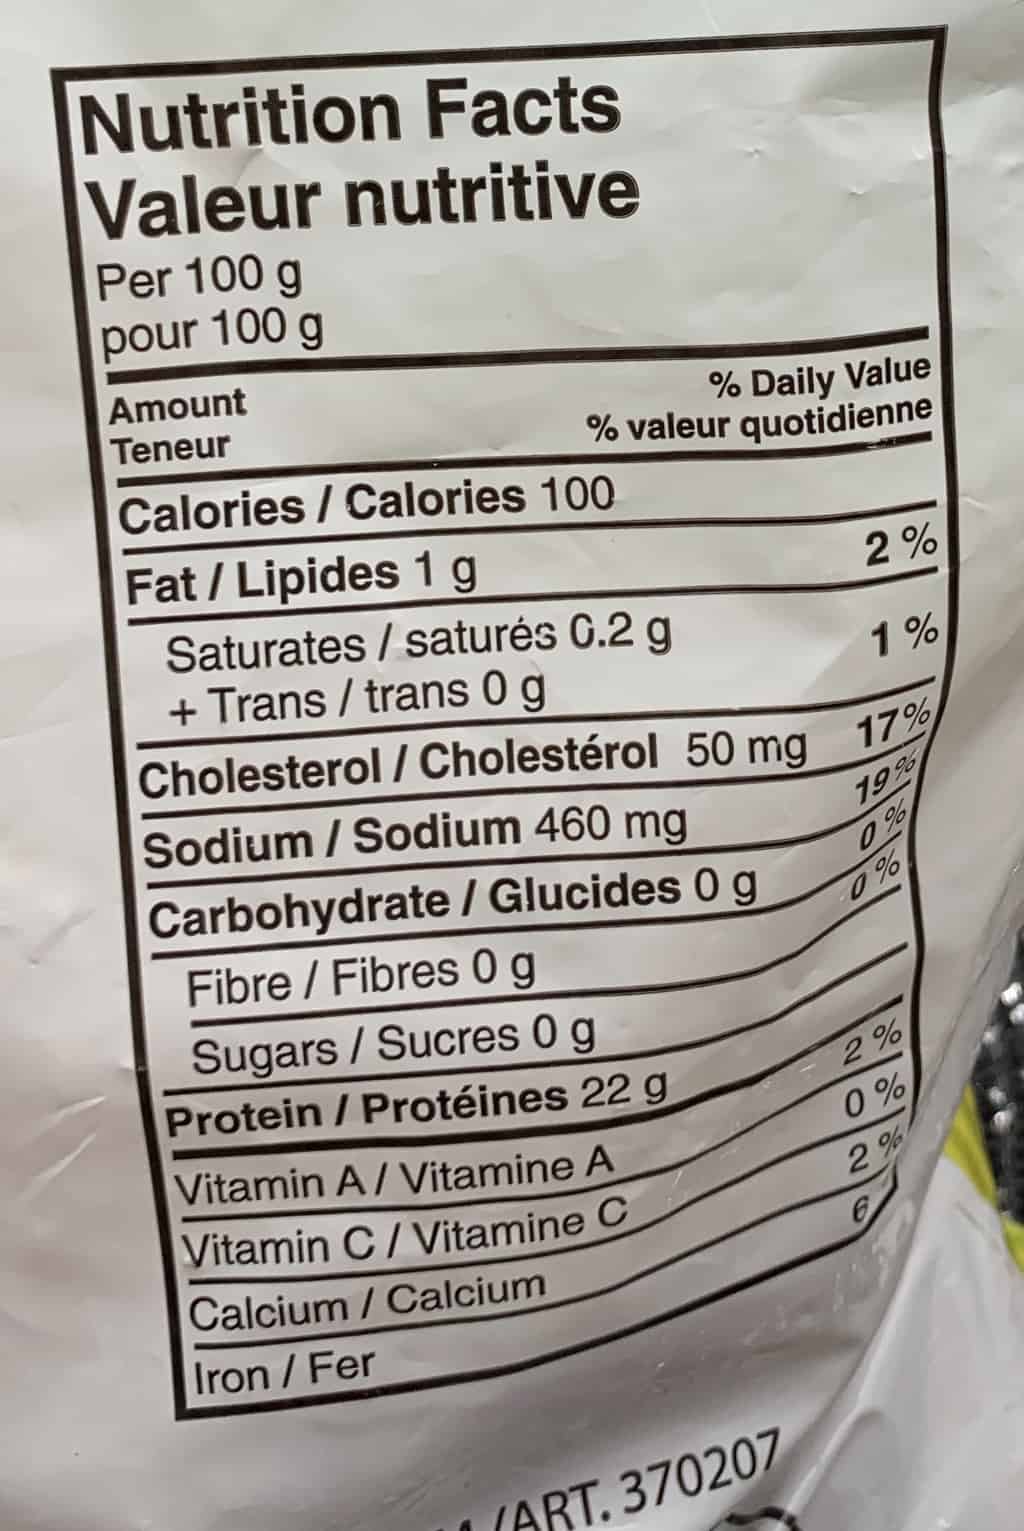 Nutrition Facts
Valeur nutritive
Per 100 g
pour 100 g
Amount
Teneur
% Daily Value
% valeur quotidienne
Calories / Calories 100
Fat / Lipides 1 g 2 %
Saturates / saturés 0.2 g
+ Trans / trans 0 g 1 %
Cholesterol / Cholestérol 50 mg 17%
Sodium / Sodium 460 mg 19%
Carbohydrate / Glucides 0 g 0 %
Fibre / Fibres 0 g 0 %
Sugars / Sucres 0 g
Protein / Protéines 22 g
Vitamin A / Vitamine A 2 %
Vitamin C / Vitamine C 0 %
Calcium / Calcium 2 %
Iron / Fer 6
/ART. 370207